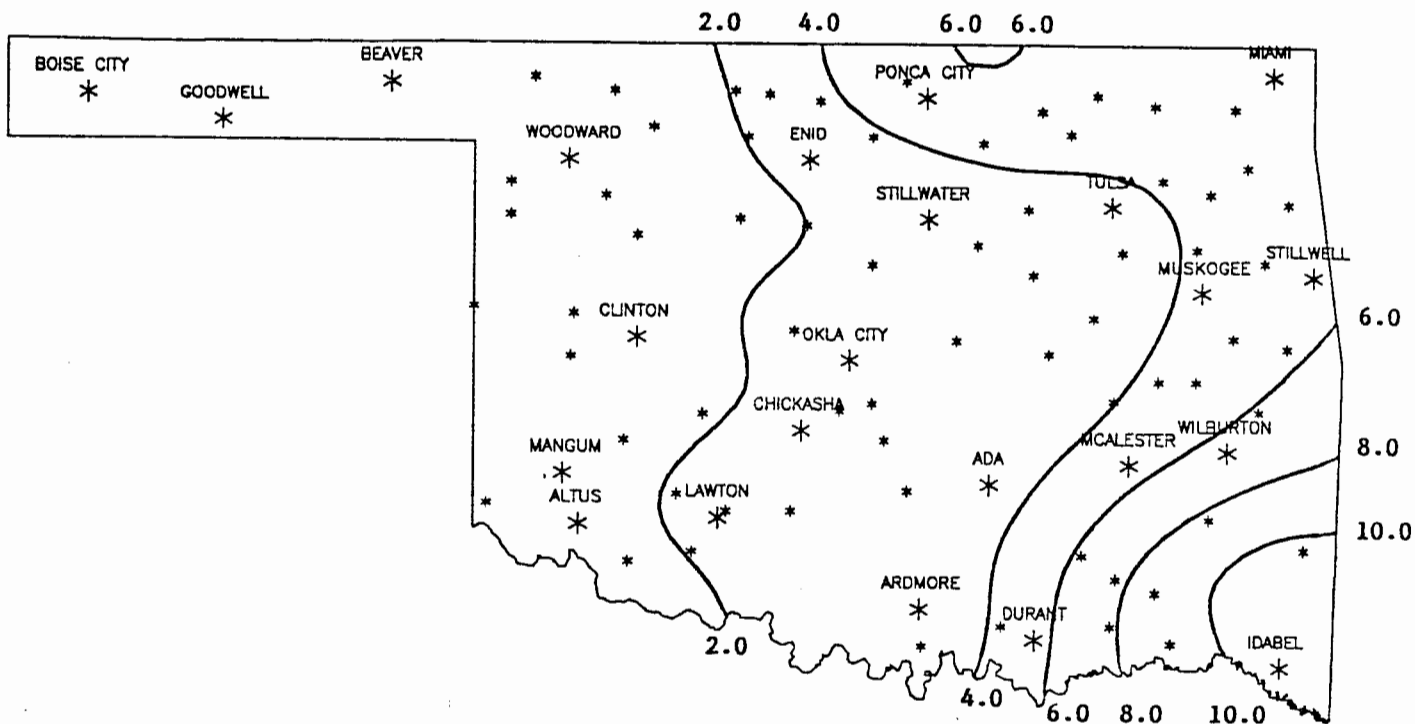 2.0 4.0 6.0 6.0
BOISE CITY
BEAVER
MIAMI
GOODWELL
PONCA CITY
WOODWARD
ENID
STILLWATER
TULSA
STILLWELL
MUSKOGEE
CLINTON
OKLA CITY
6.0
CHICKASHA
MANGUM
ADA
MCALESTER
WILBURTON
8.0
ALTUS
LAWTON
10.0
ARDMORE
DURANT
IDABEL
2.0
4.0
6.0 8.0 10.0